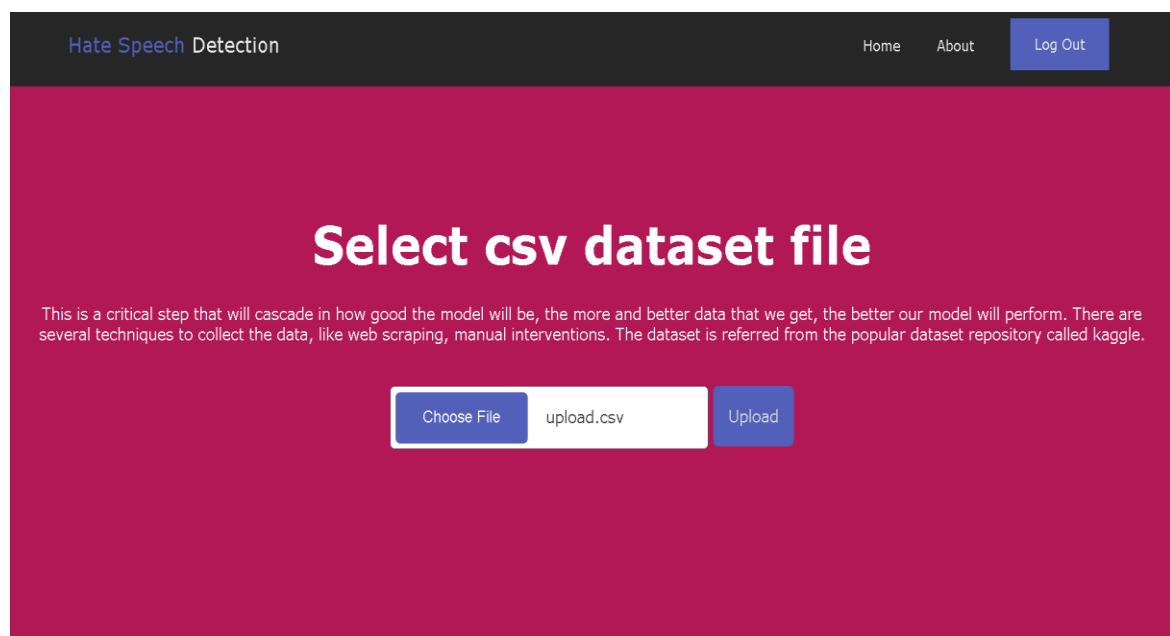 Hate Speech Detection
Home About Log Out
Select csv dataset file
This is a critical step that will cascade in how good the model will be, the more and better data that we get, the better our model will perform. There are
several techniques to collect the data, like web scraping, manual interventions. The dataset is referred from the popular dataset repository called kaggle.
Choose File upload.csv Upload